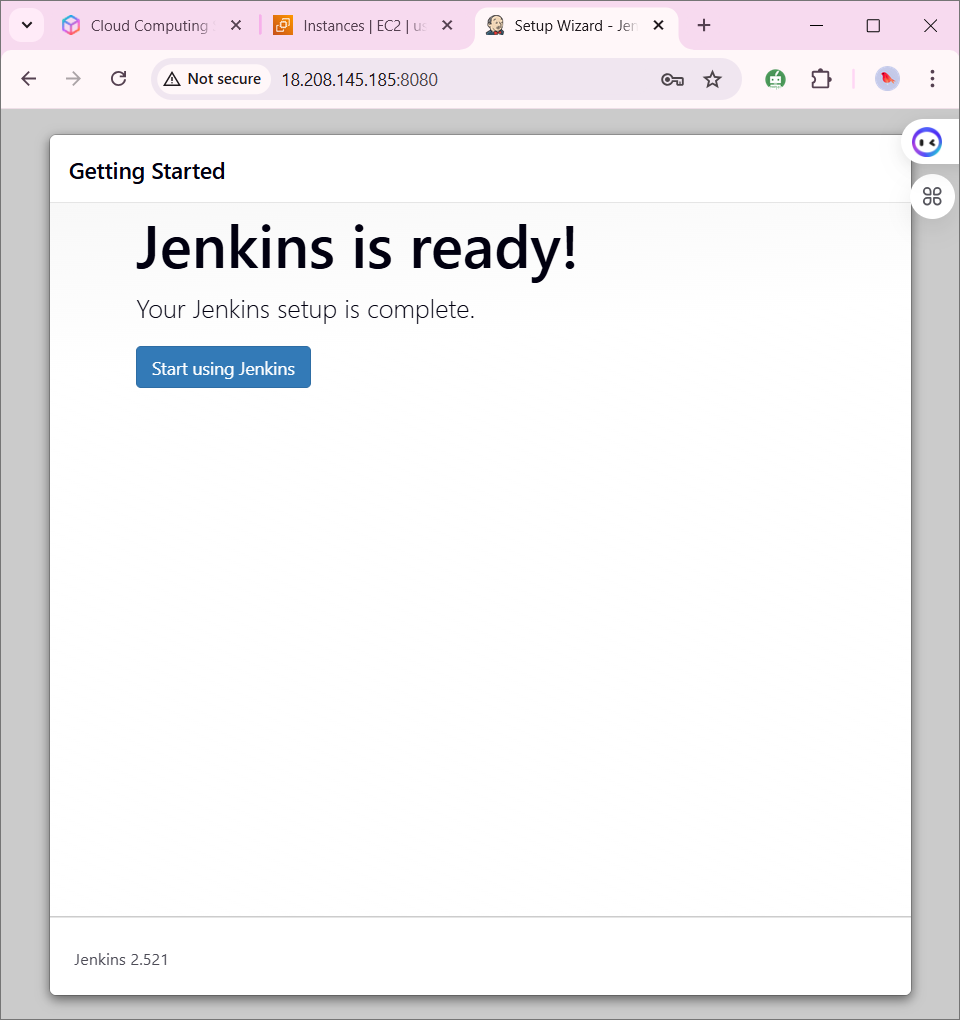 Cloud Computing
Instances | EC2 | us
Setup Wizard - Jen
Not secure
18.208.145.185:8080
Getting Started
Jenkins is ready!
Your Jenkins setup is complete.
Start using Jenkins
Jenkins 2.521